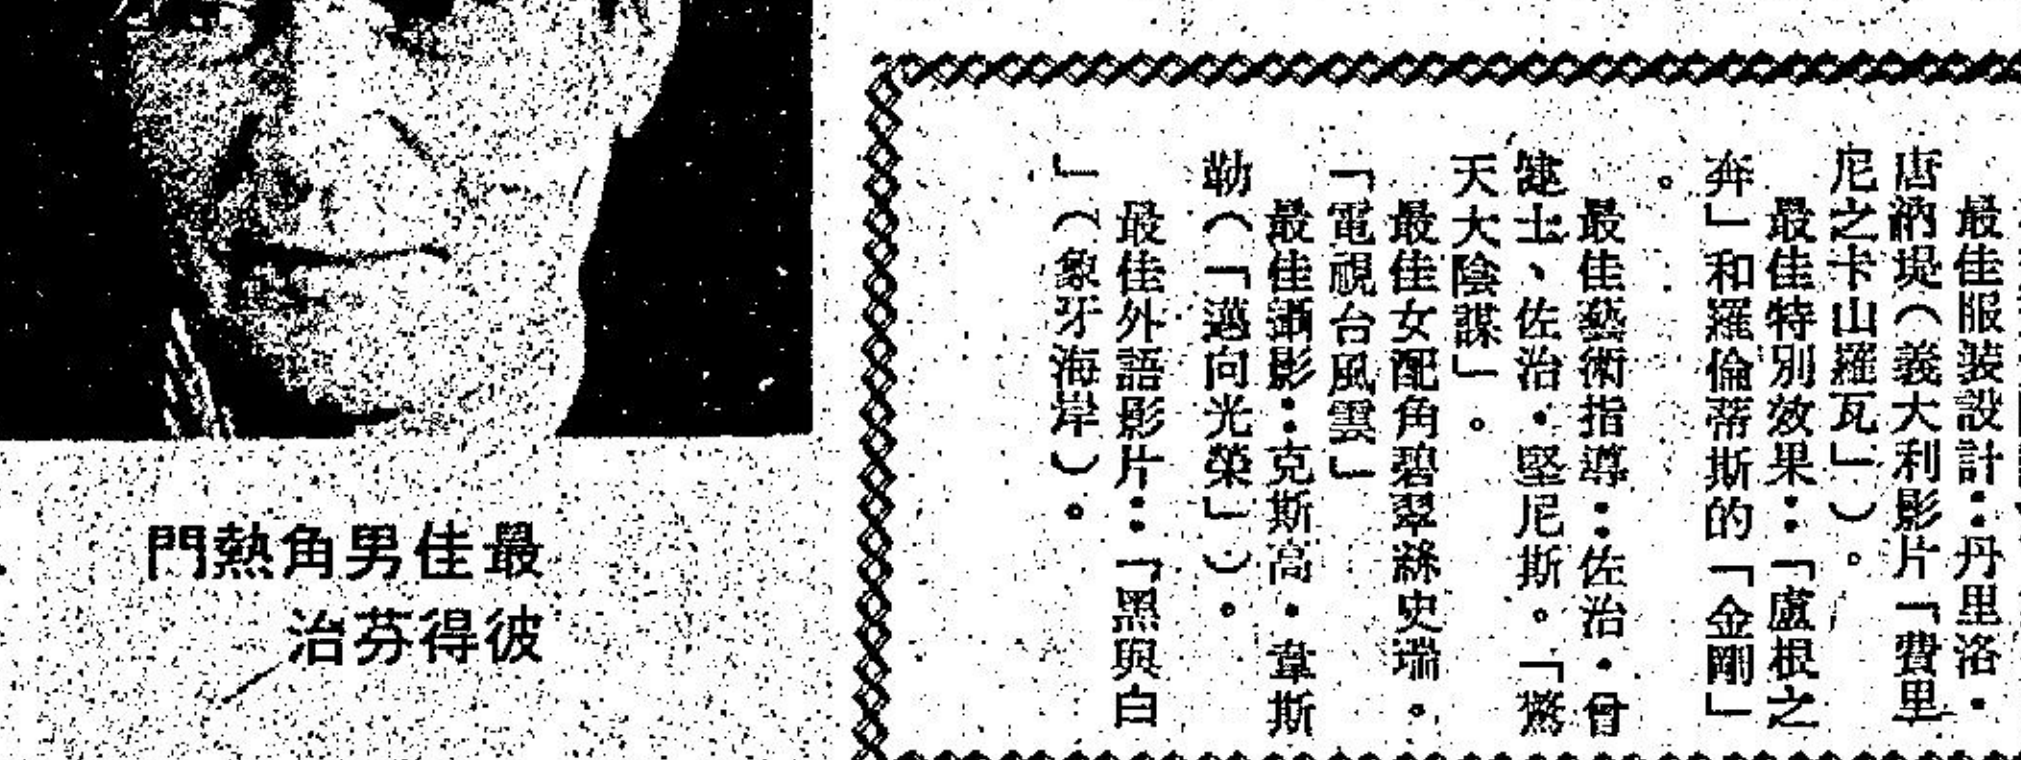 最佳服裝設計：丹里洛・
唐納堤（義大利影片「費里
尼之卡山羅瓦」）。
最佳特別效果：「盧根之
奔」和羅倫蒂斯的「金剛」
。
最佳藝術指導：佐治・曾
健士、佐治・堅尼斯。「驚
天大陰謀」。
最佳女配角碧翠絲史瑞。
「電視台風雲」
最佳攝影：克斯高・韋斯
勒（「邁向光榮」）。
最佳外語影片：「黑與白
」（象牙海岸）。
最佳男角熱門
彼得芬治